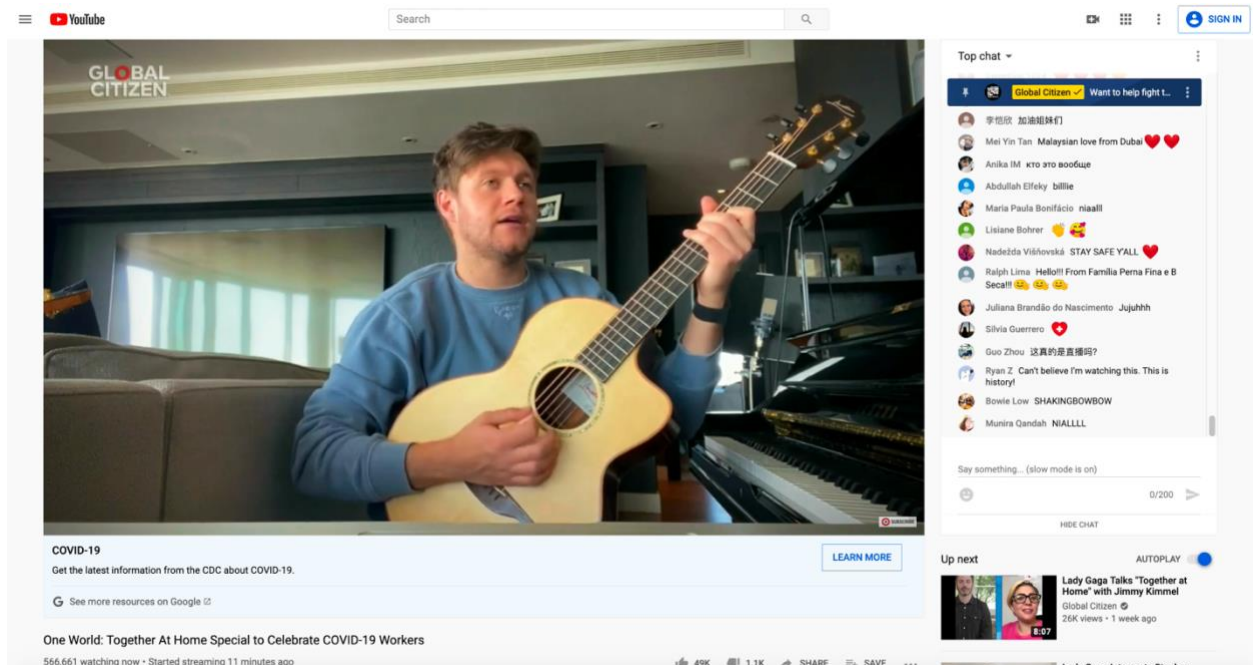 YouTube
Search
SIGN IN
GLOBAL
CITIZEN
SUBSCRIBE
COVID-19
Get the latest information from the CDC about COVID-19.
LEARN MORE
G See more resources on Google
One World: Together At Home Special to Celebrate COVID-19 Workers
566,661 watching now • Started streaming 11 minutes ago
49K 1.1K SHARE SAVE
Top chat
Global Citizen Want to help fight t...
李恺欣 加油姐妹们
Mei Yin Tan Malaysian love from Dubai
Anika IM кто это вообще
Abdullah Elfeky billlie
Maria Paula Bonifácio niaalll
Lisiane Bohrer
Nadežda Višňovská STAY SAFE Y'ALL
Ralph Lima Hello!!! From Família Perna Fina e B
Seca!!!
Juliana Brandão do Nascimento Jujuhhh
Silvia Guerrero
Guo Zhou 这真的是直播吗?
Ryan Z Can't believe I'm watching this. This is
history!
Bowie Low SHAKINGBOWBOW
Munira Qandah NIALLLL
Say something... (slow mode is on)
0/200
HIDE CHAT
Up next
AUTOPLAY
Lady Gaga Talks "Together at
Home" with Jimmy Kimmel
Global Citizen
26K views • 1 week ago
8:07